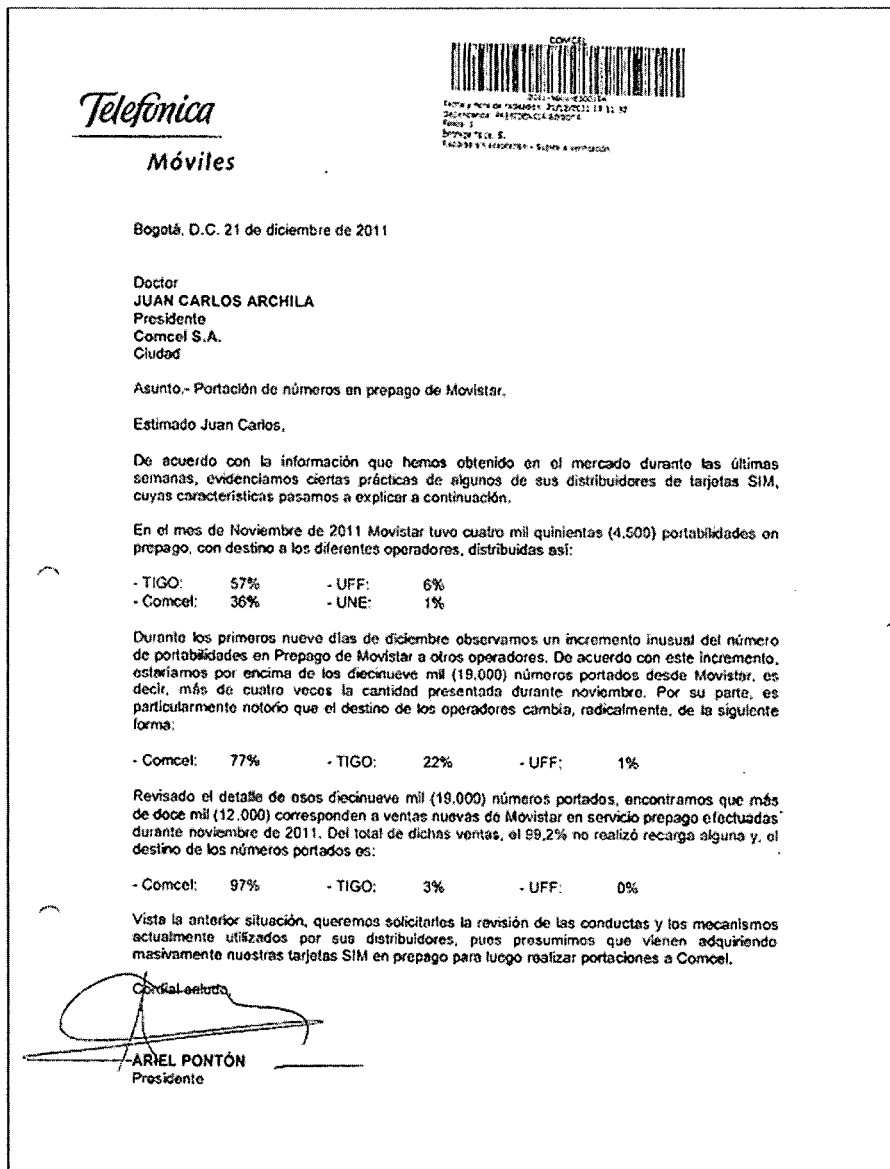 COMCEL
Telefónica
Móviles
Bogotá, D.C. 21 de diciembre de 2011
Doctor
JUAN CARLOS ARCHILA
Presidente
Comcel S.A.
Ciudad
Asunto.- Portación de números en prepago de Movistar.
Estimado Juan Carlos,
De acuerdo con la información que hemos obtenido en el mercado durante las últimas
semanas, evidenciamos ciertas prácticas de algunos de sus distribuidores de tarjetas SIM,
cuyas características pasamos a explicar a continuación.
En el mes de Noviembre de 2011 Movistar tuvo cuatro mil quinientas (4.500) portabilidades en
prepago, con destino a los diferentes operadores, distribuidas así:
- TIGO: 57% - UFF: 6%
- Comcel: 36% - UNE: 1%
Durante los primeros nueve días de diciembre observamos un incremento inusual del número
de portabilidades en Prepago de Movistar a otros operadores. De acuerdo con este incremento,
estaríamos por encima de los diecinueve mil (19.000) números portados desde Movistar, es
decir, más de cuatro veces la cantidad presentada durante noviembre. Por su parte, es
particularmente notorio que el destino de los operadores cambia, radicalmente, de la siguiente
forma:
- Comcel: 77% - TIGO: 22% - UFF: 1%
Revisado el detalle de esos diecinueve mil (19.000) números portados, encontramos que más
de doce mil (12.000) corresponden a ventas nuevas de Movistar en servicio prepago efectuadas
durante noviembre de 2011. Del total de dichas ventas, el 99,2% no realizó recarga alguna y, el
destino de los números portados es:
- Comcel: 97% - TIGO: 3% - UFF: 0%
Vista la anterior situación, queremos solicitarles la revisión de las conductas y los mecanismos
actualmente utilizados por sus distribuidores, pues presumimos que vienen adquiriendo
masivamente nuestras tarjetas SIM en prepago para luego realizar portaciones a Comcel.
Cordial saludo,
ARIEL PONTÓN
Presidente